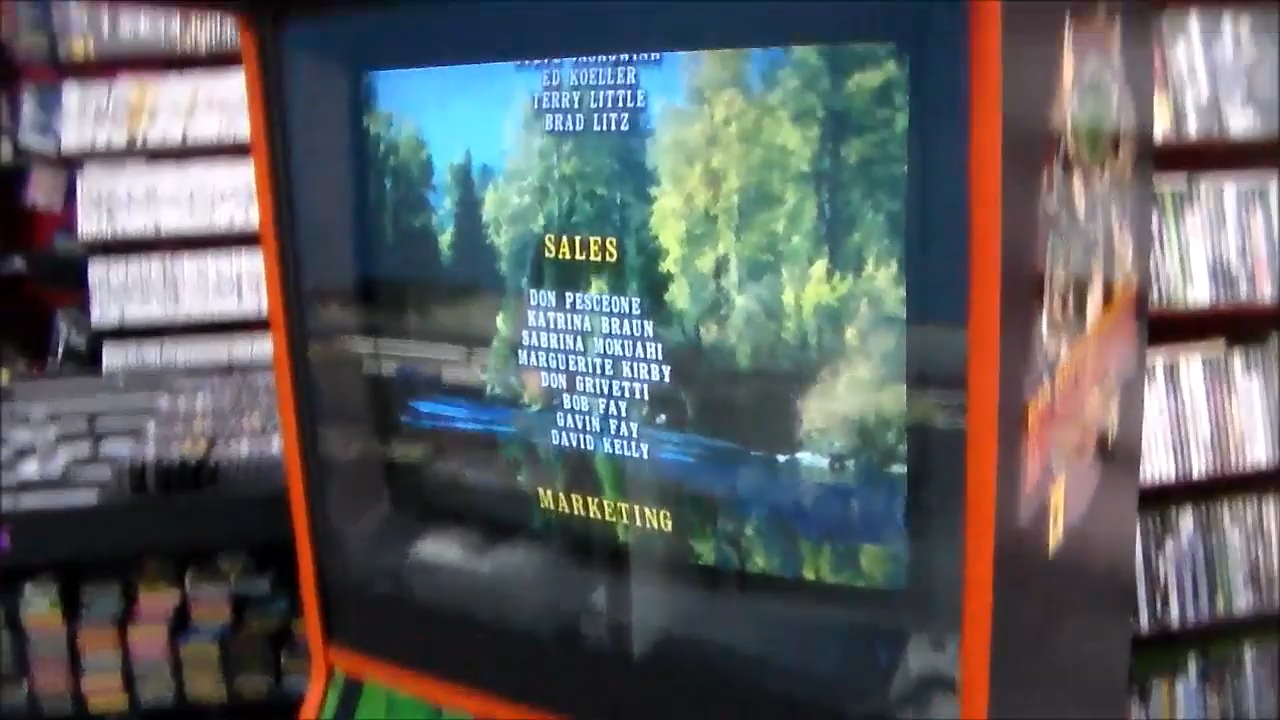 ED KOELLER
TERRY LITTLE
BRAD LITZ
SALES
DON PESCEONE
KATRINA BRAUN
SABRINA MOKUAHI
MARGUERITE KIRBY
DON GRIVETTI
BOB FAY
GAVIN FAY
DAVID KELLY
MARKETING